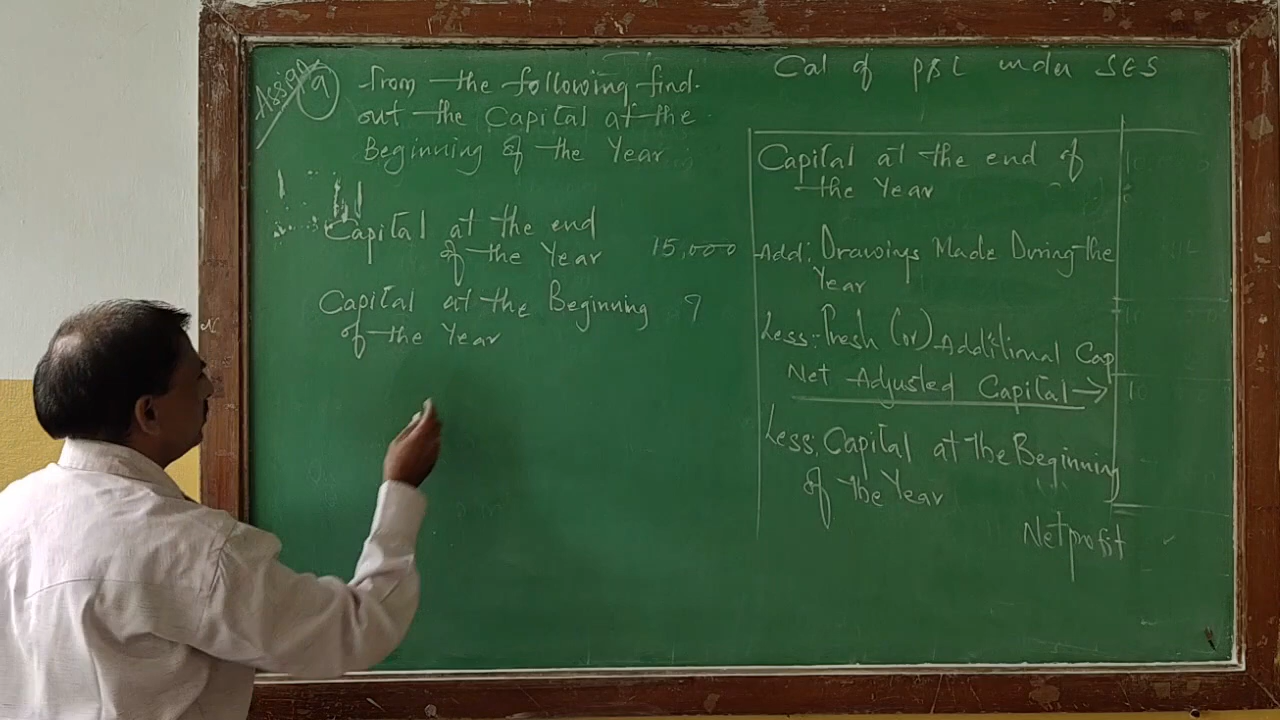 Assign
a from the following find
out the Capital at the
Beginning of the Year
Capital at the end
of the Year 15,000
Capital at the Beginning ?
of the Year
Cal of P&L under SES
Capital at the end of
the Year
Add: Drawings Made During the
Year
Less: Fresh (or) Additional Cap
Net Adjusted Capital →
Less: Capital at the Beginning
of the Year
Net profit